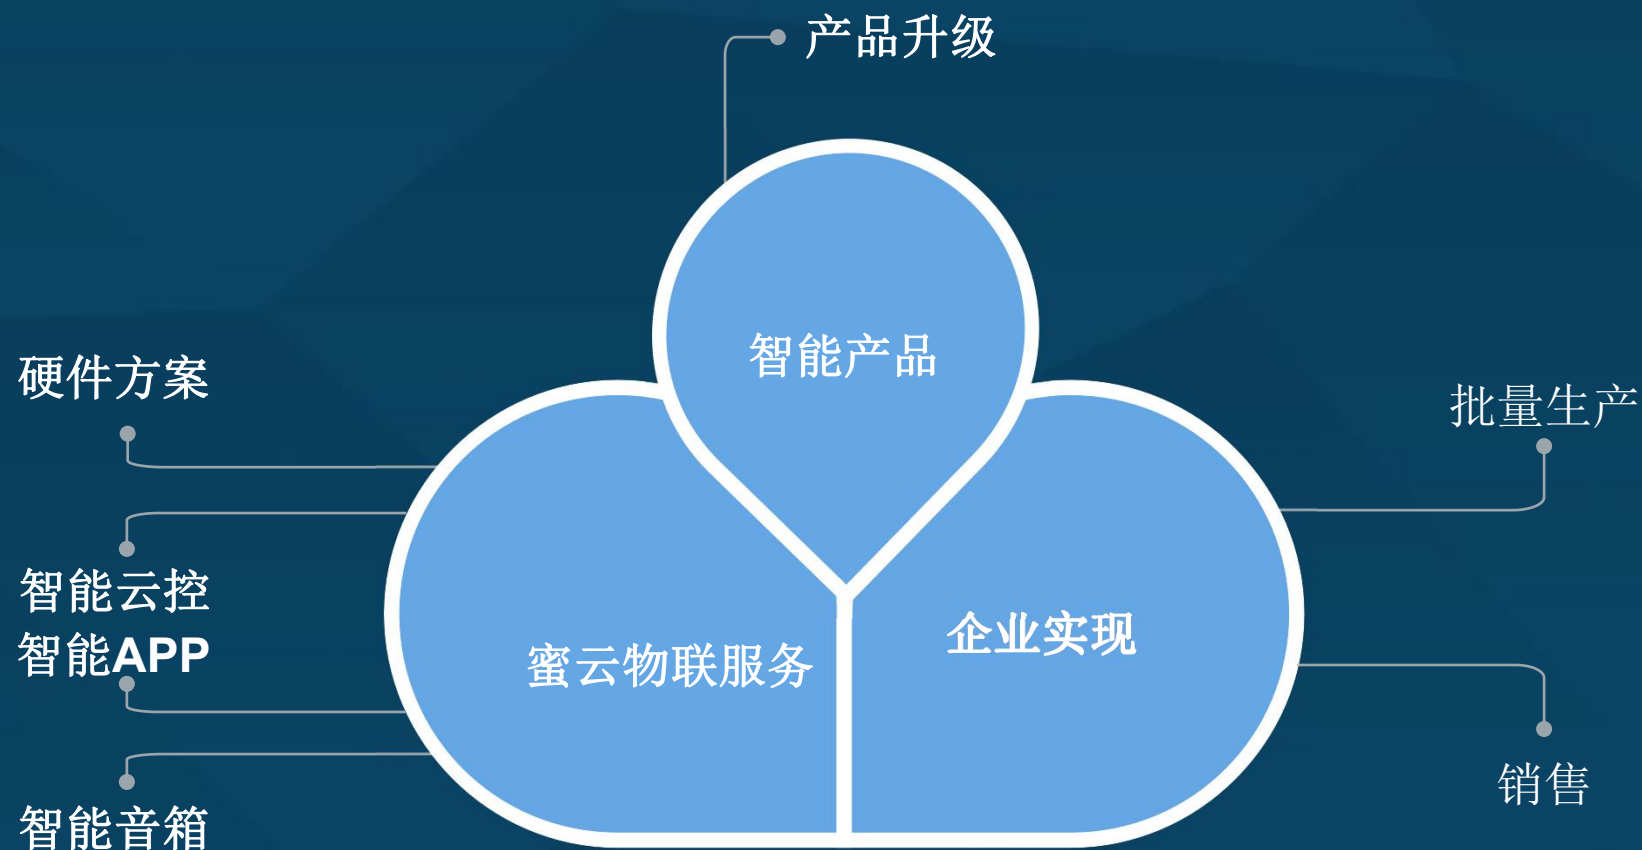 产品升级
智能产品
硬件方案
批量生产
智能云控
智能APP
蜜云物联服务
企业实现
销售
智能音箱